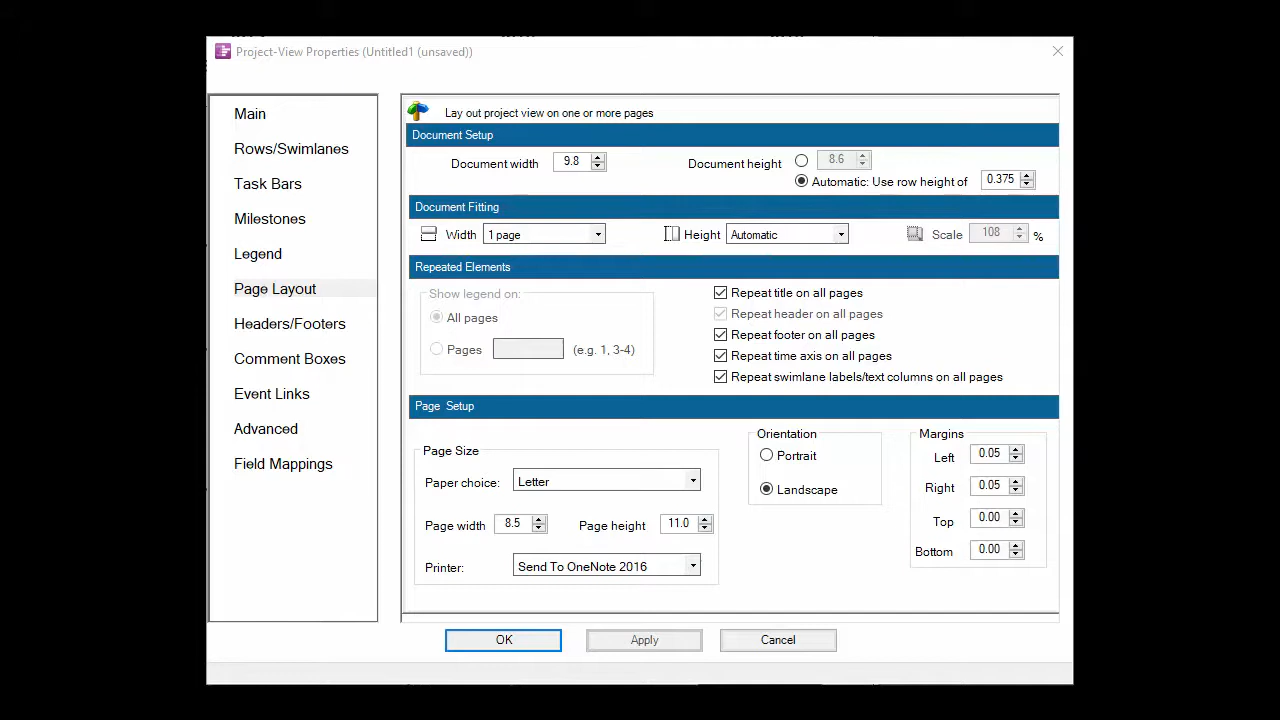 Project-View Properties (Untitled1 (unsaved))
Main
Rows/Swimlanes
Task Bars
Milestones
Legend
Page Layout
Headers/Footers
Comment Boxes
Event Links
Advanced
Field Mappings
Lay out project view on one or more pages
Document Setup
Document width 9.8
Document height 8.6
Automatic: Use row height of 0.375
Document Fitting
Width 1 page Height Automatic Scale 108 %
Repeated Elements
Show legend on:
All pages
Pages (e.g. 1, 3-4)
Repeat title on all pages
Repeat header on all pages
Repeat footer on all pages
Repeat time axis on all pages
Repeat swimlane labels/text columns on all pages
Page Setup
Page Size
Paper choice: Letter
Page width 8.5 Page height 11.0
Printer: Send To OneNote 2016
Orientation
Portrait
Landscape
Margins
Left 0.05
Right 0.05
Top 0.00
Bottom 0.00
OK Apply Cancel